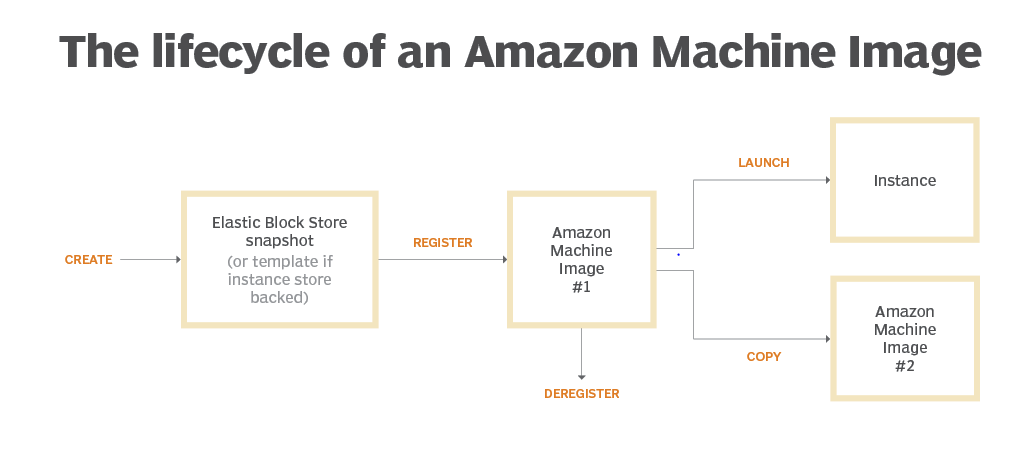 The lifecycle of an Amazon Machine Image
CREATE
Elastic Block Store
snapshot
(or template if
instance store
backed)
REGISTER
Amazon
Machine
Image
#1
DEREGISTER
LAUNCH
Instance
COPY
Amazon
Machine
Image
#2